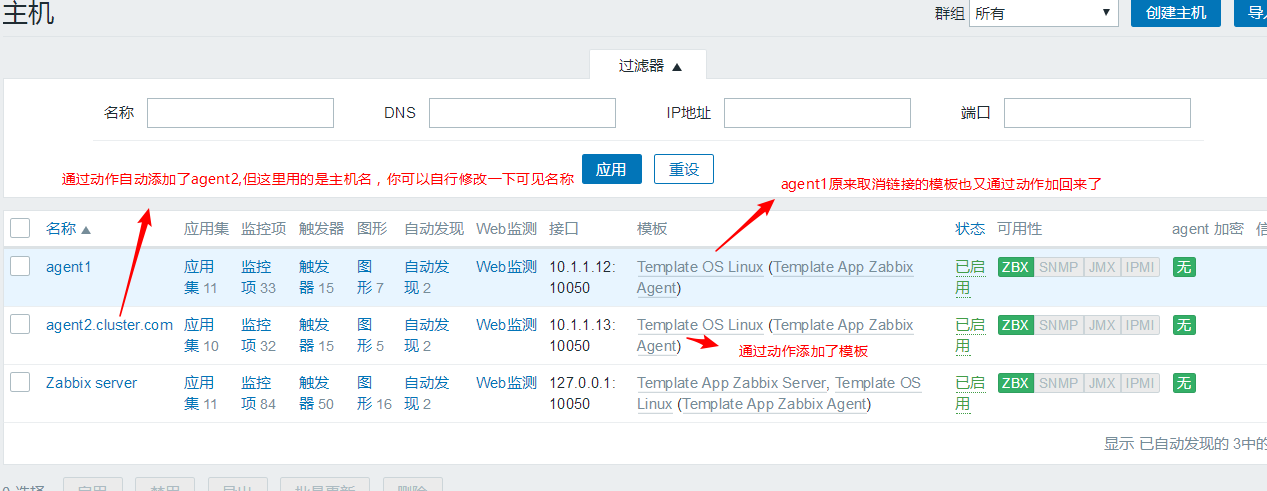 主机
群组 所有
创建主机
过滤器
名称
DNS
IP地址
端口
应用
重设
通过动作自动添加了agent2,但这里用的是主机名，你可以自行修改一下可见名称
agent1原来取消链接的模板也又通过动作加回来了
名称 应用集 监控项 触发器 图形 自动发现 Web监测 接口 模板 状态 可用性 agent 加密
agent1 应用 监控 触发 图 自动发 Web监测 10.1.1.12: Template OS Linux (Template App Zabbix 已启 ZBX SNMP JMX IPMI 无
集 11 项 33 器 15 形 7 现 2 10050 Agent) 用
agent2.cluster.com 应用 监控 触发 图 自动发 Web监测 10.1.1.13: Template OS Linux (Template App Zabbix 已启 ZBX SNMP JMX IPMI 无
集 10 项 32 器 15 形 5 现 2 10050 Agent) 用
通过动作添加了模板
Zabbix server 应用 监控 触发 图 自动发 Web监测 127.0.0.1: Template App Zabbix Server, Template OS 已启 ZBX SNMP JMX IPMI 无
集 11 项 84 器 50 形 16 现 2 10050 Linux (Template App Zabbix Agent) 用
显示 已自动发现的 3中的